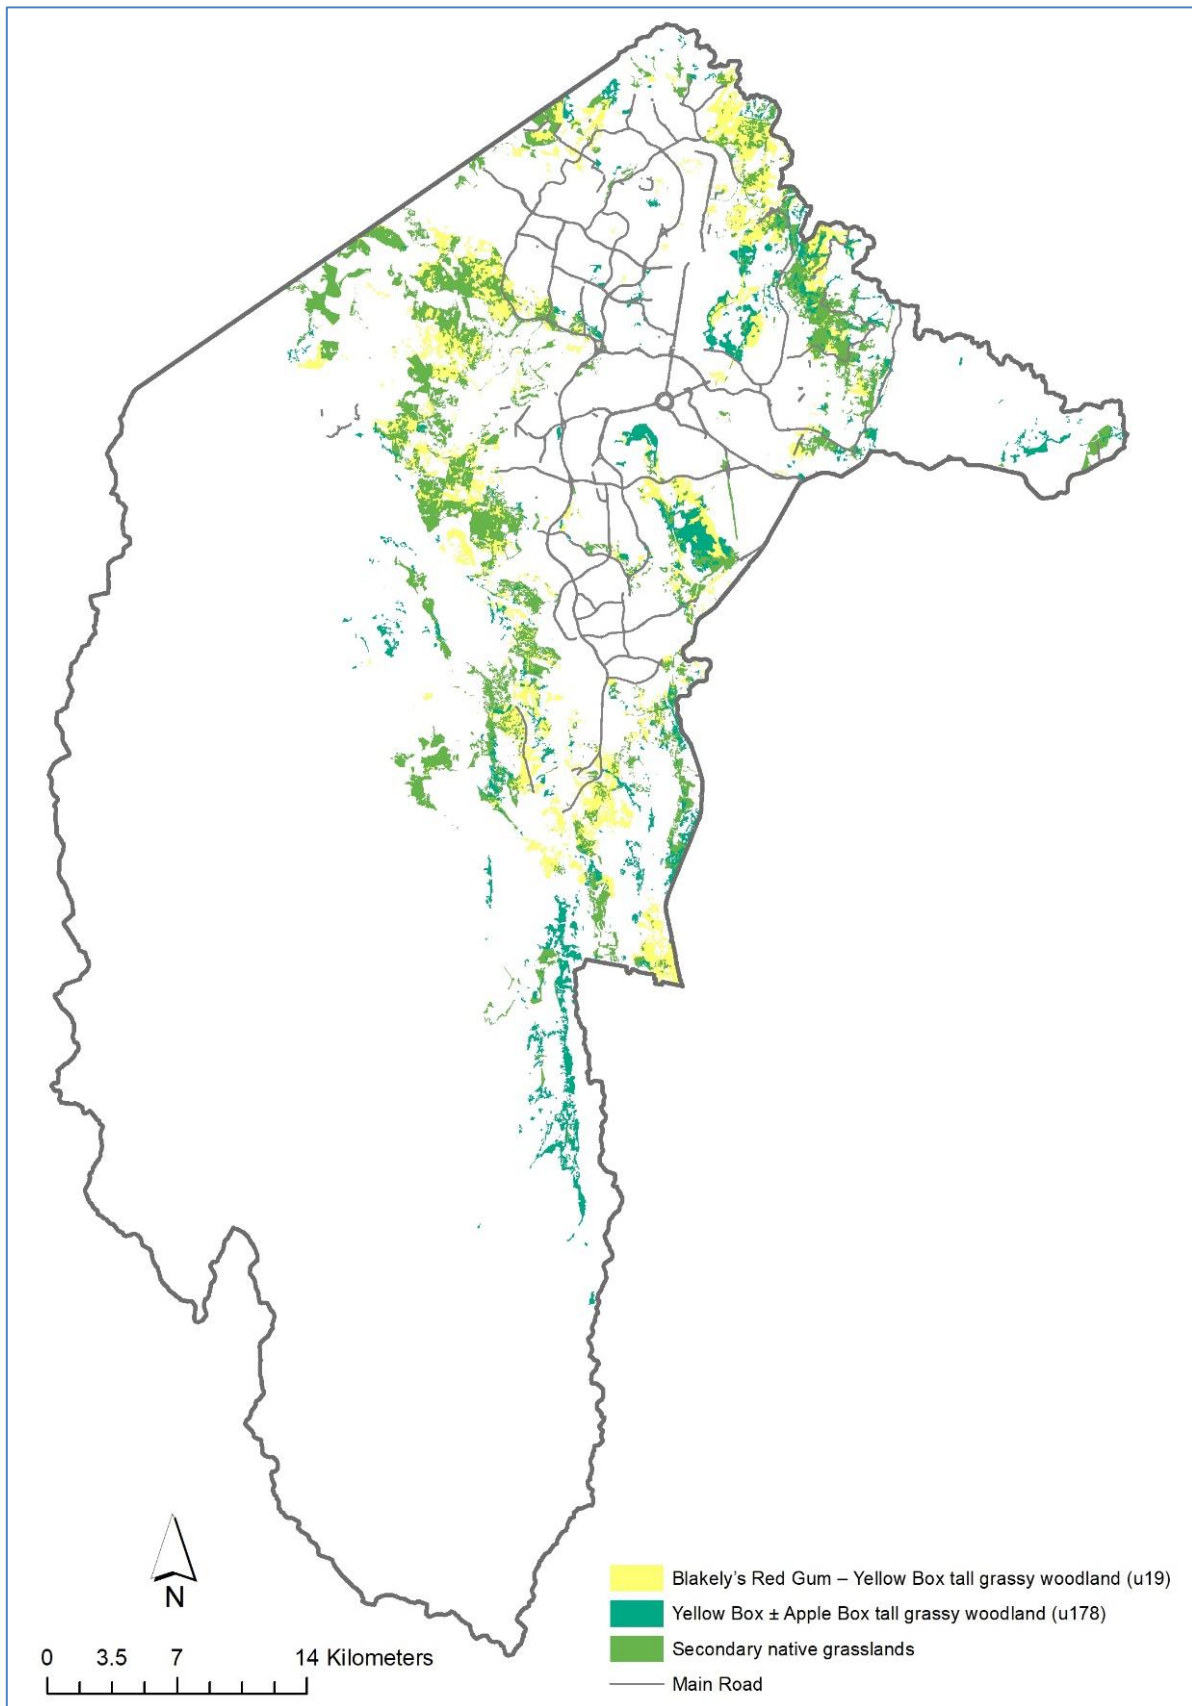 N
0 3.5 7 14 Kilometers
Blakely's Red Gum – Yellow Box tall grassy woodland (u19)
Yellow Box ± Apple Box tall grassy woodland (u178)
Secondary native grasslands
Main Road